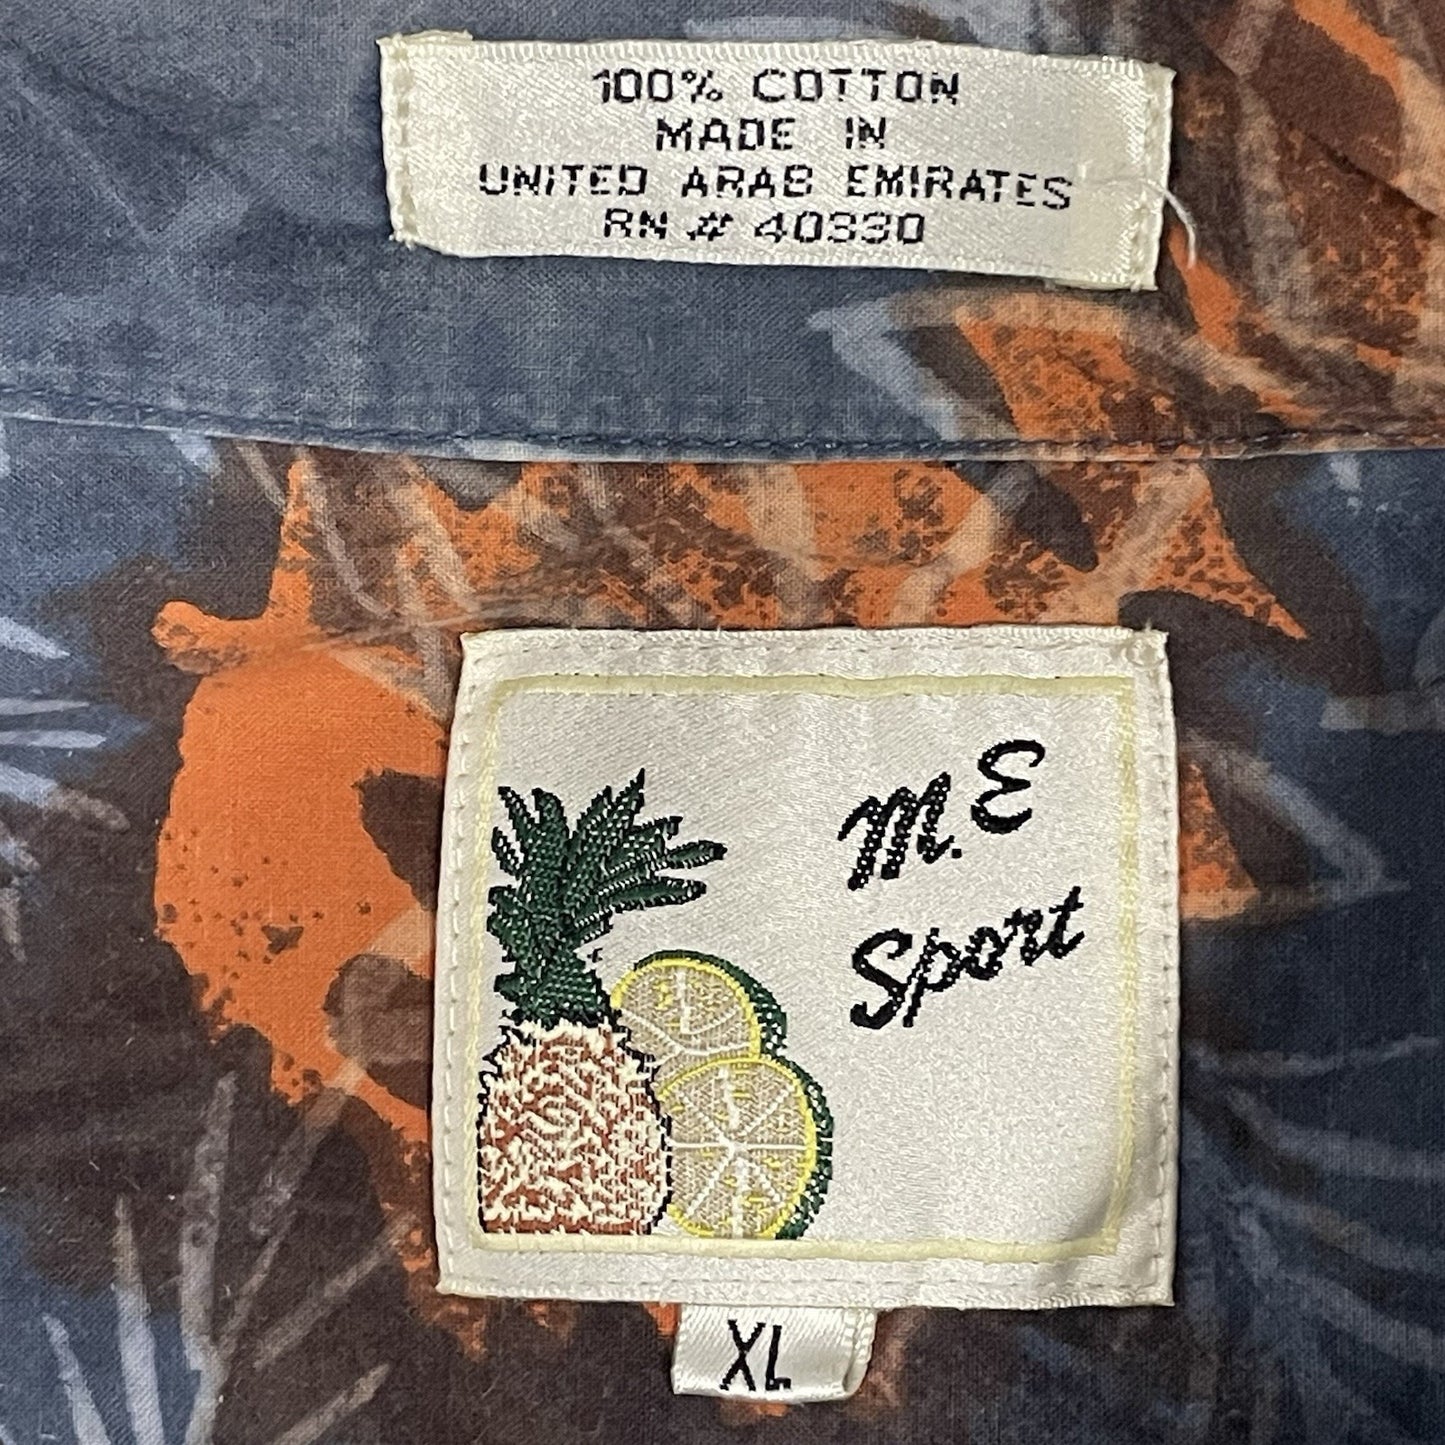 100% COTTON
MADE IN
UNITED ARAB EMIRATES
RN # 40330
M.E
Sport
XL